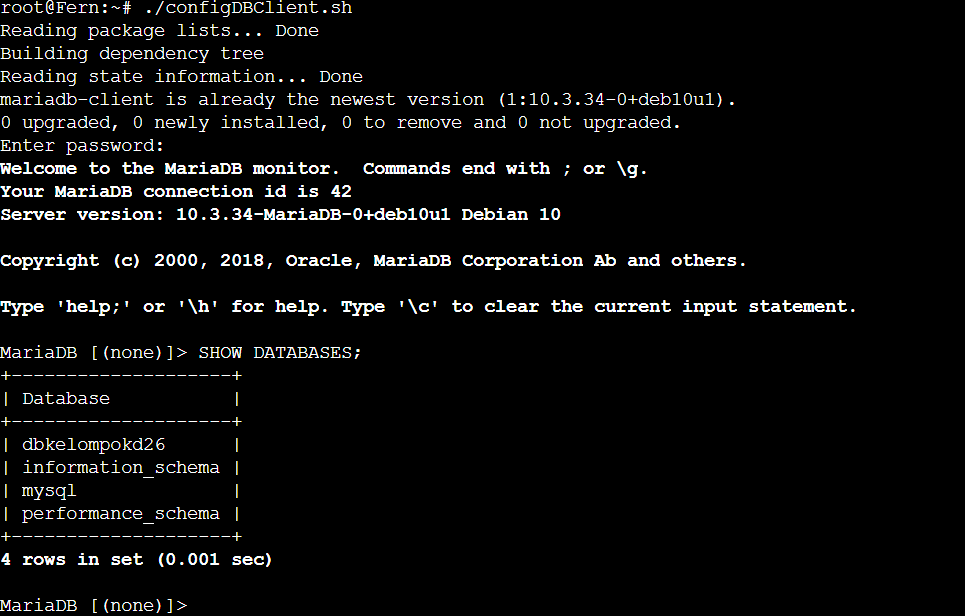 root@Fern:~# ./configDBClient.sh
Reading package lists... Done
Building dependency tree
Reading state information... Done
mariadb-client is already the newest version (1:10.3.34-0+deb10u1).
0 upgraded, 0 newly installed, 0 to remove and 0 not upgraded.
Enter password:
Welcome to the MariaDB monitor.  Commands end with ; or \g.
Your MariaDB connection id is 42
Server version: 10.3.34-MariaDB-0+deb10u1 Debian 10

Copyright (c) 2000, 2018, Oracle, MariaDB Corporation Ab and others.

Type 'help;' or '\h' for help. Type '\c' to clear the current input statement.

MariaDB [(none)]> SHOW DATABASES;
+--------------------+
| Database           |
+--------------------+
| dbkelompokd26      |
| information_schema |
| mysql              |
| performance_schema |
+--------------------+
4 rows in set (0.001 sec)

MariaDB [(none)]>